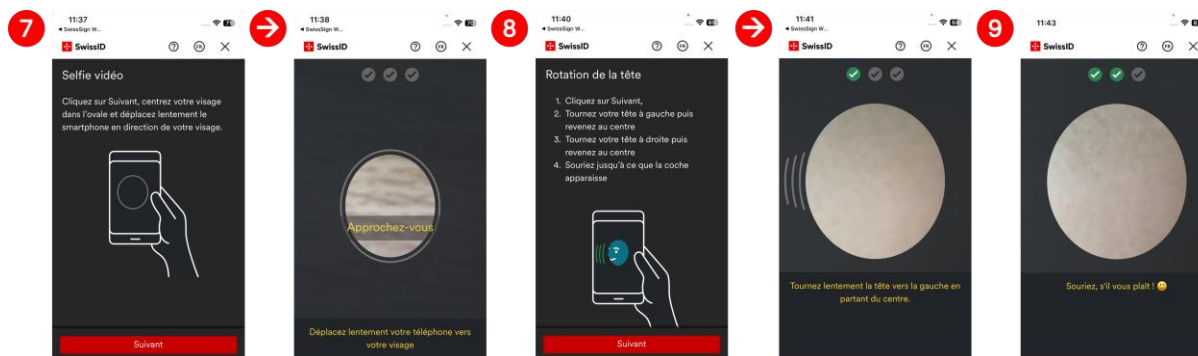 7
11:37
◀ SwissSign W...
SwissID
FR
Selfie vidéo
Cliquez sur Suivant, centrez votre visage
dans l'ovale et déplacez lentement le
smartphone en direction de votre visage.
Suivant
11:38
◀ SwissSign W...
SwissID
FR
Approchez-vous
Déplacez lentement votre téléphone vers
votre visage
8
11:40
◀ SwissSign W...
SwissID
FR
Rotation de la tête
1. Cliquez sur Suivant,
2. Tournez votre tête à gauche puis
revenez au centre
3. Tournez votre tête à droite puis
revenez au centre
4. Souriez jusqu'à ce que la coche
apparaisse
Suivant
11:41
◀ SwissSign W...
SwissID
FR
Tournez lentement la tête vers la gauche en
partant du centre.
9
11:43
SwissID
FR
Souriez, s'il vous plaît ! 😃